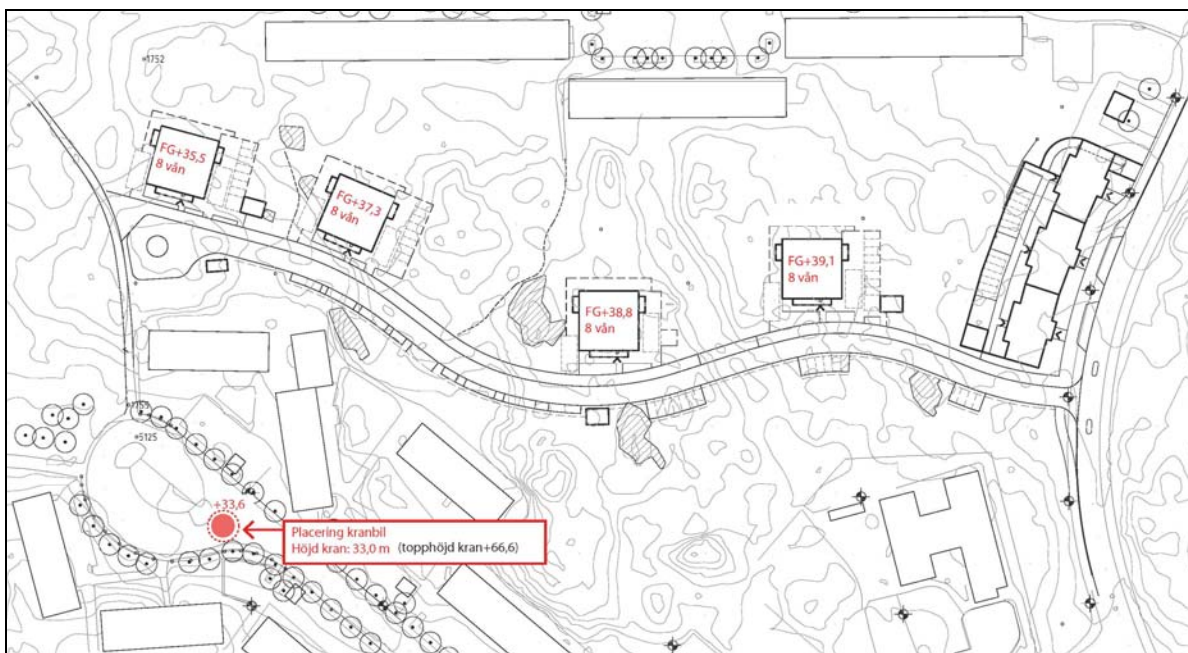 1752
FG+35,5
8 vån
FG+37,3
8 vån
FG+39,1
8 vån
FG+38,8
8 vån
5125
+33,6
Placering kranbil
Höjd kran: 33,0 m (topphöjd kran+66,6)